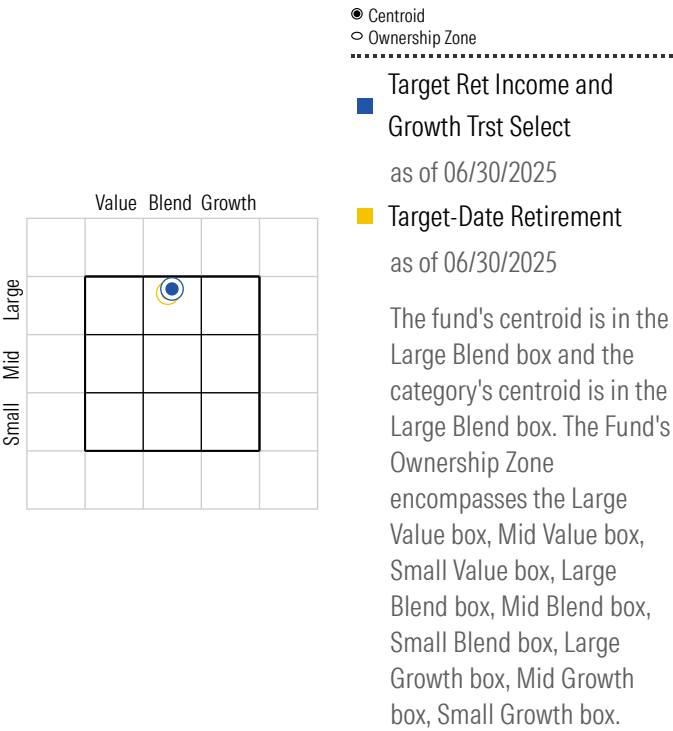 Centroid
Ownership Zone
Target Ret Income and
Growth Trst Select
as of 06/30/2025
Target-Date Retirement
as of 06/30/2025
The fund's centroid is in the
Large Blend box and the
category's centroid is in the
Large Blend box. The Fund's
Ownership Zone
encompasses the Large
Value box, Mid Value box,
Small Value box, Large
Blend box, Mid Blend box,
Small Blend box, Large
Growth box, Mid Growth
box, Small Growth box.
Value Blend Growth
Large
Mid
Small